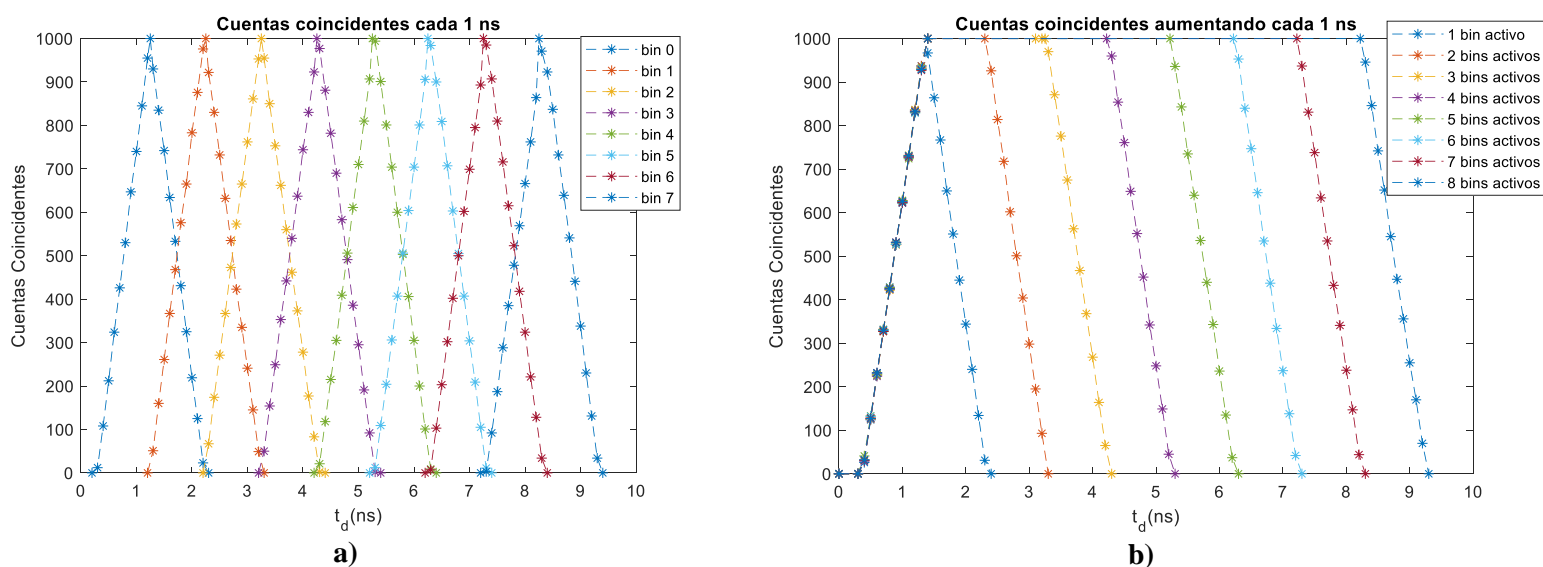 Cuentas coincidentes cada 1 ns
Cuentas Coincidentes
1000
900
800
700
600
500
400
300
200
100
0
0 1 2 3 4 5 6 7 8 9 10
t_d(ns)
bin 0
bin 1
bin 2
bin 3
bin 4
bin 5
bin 6
bin 7
a)
Cuentas coincidentes aumentando cada 1 ns
Cuentas Coincidentes
1000
900
800
700
600
500
400
300
200
100
0
0 1 2 3 4 5 6 7 8 9 10
t_d(ns)
1 bin activo
2 bins activos
3 bins activos
4 bins activos
5 bins activos
6 bins activos
7 bins activos
8 bins activos
b)